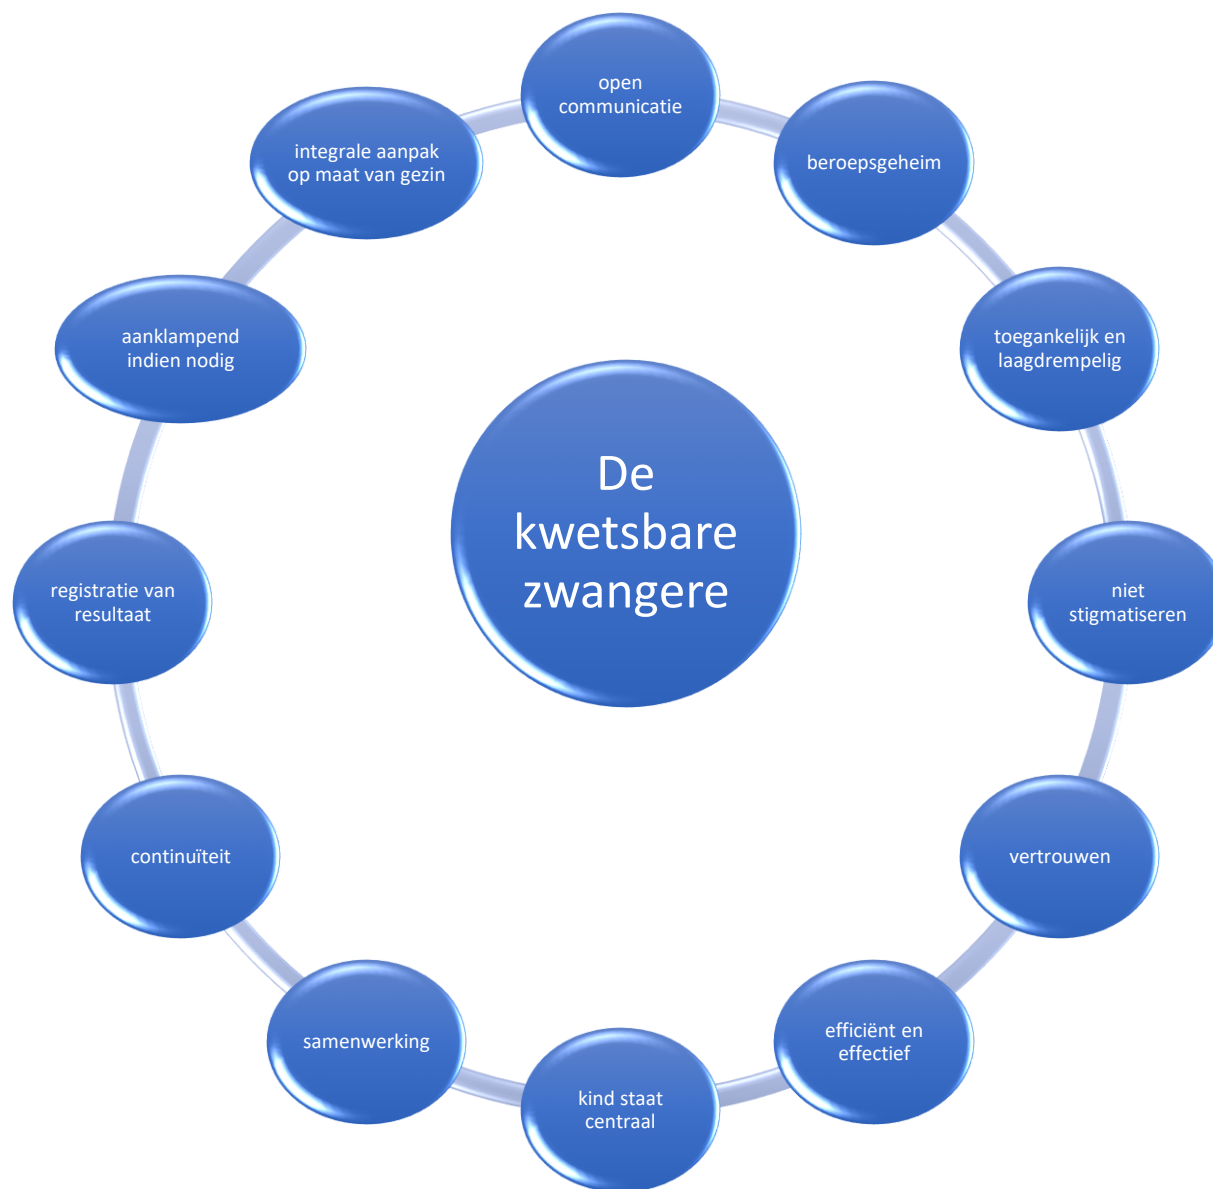 open
communicatie
beroepsgeheim
toegankelijk en
laagdrempelig
niet
stigmatiseren
vertrouwen
efficiënt en
effectief
kind staat
centraal
samenwerking
continuïteit
registratie van
resultaat
aanklampend
indien nodig
integrale aanpak
op maat van gezin
De
kwetsbare
zwangere